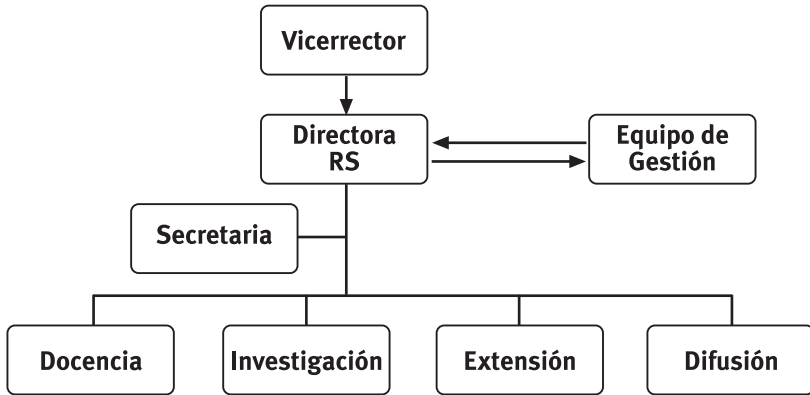 Vicerrector
Directora
RS
Equipo de
Gestión
Secretaria
Docencia
Investigación
Extensión
Difusión